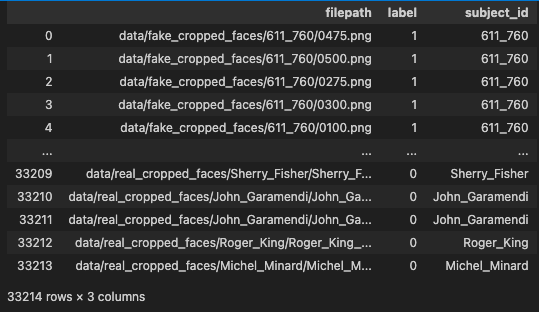 filepath label subject_id
0 data/fake_cropped_faces/611_760/0475.png 1 611_760
1 data/fake_cropped_faces/611_760/0500.png 1 611_760
2 data/fake_cropped_faces/611_760/0275.png 1 611_760
3 data/fake_cropped_faces/611_760/0300.png 1 611_760
4 data/fake_cropped_faces/611_760/0100.png 1 611_760
... ... ... ...
33209 data/real_cropped_faces/Sherry_Fisher/Sherry_F... 0 Sherry_Fisher
33210 data/real_cropped_faces/John_Garamendi/John_Ga... 0 John_Garamendi
33211 data/real_cropped_faces/John_Garamendi/John_Ga... 0 John_Garamendi
33212 data/real_cropped_faces/Roger_King/Roger_King_... 0 Roger_King
33213 data/real_cropped_faces/Michel_Minard/Michel_M... 0 Michel_Minard
33214 rows × 3 columns